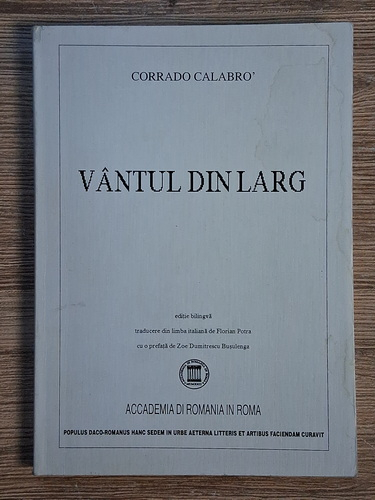 CORRADO CALABRO'
VÂNTUL DIN LARG
ediție bilingvă
traducere din limba italiană de Florian Potra
cu o prefață de Zoe Dumitrescu Bușulenga
ACCADEMIA DI ROMANIA IN ROMA
POPULUS DACO-ROMANUS HANC SEDEM IN URBE AETERNA LITTERIS ET ARTIBUS FACIENDAM CURAVIT